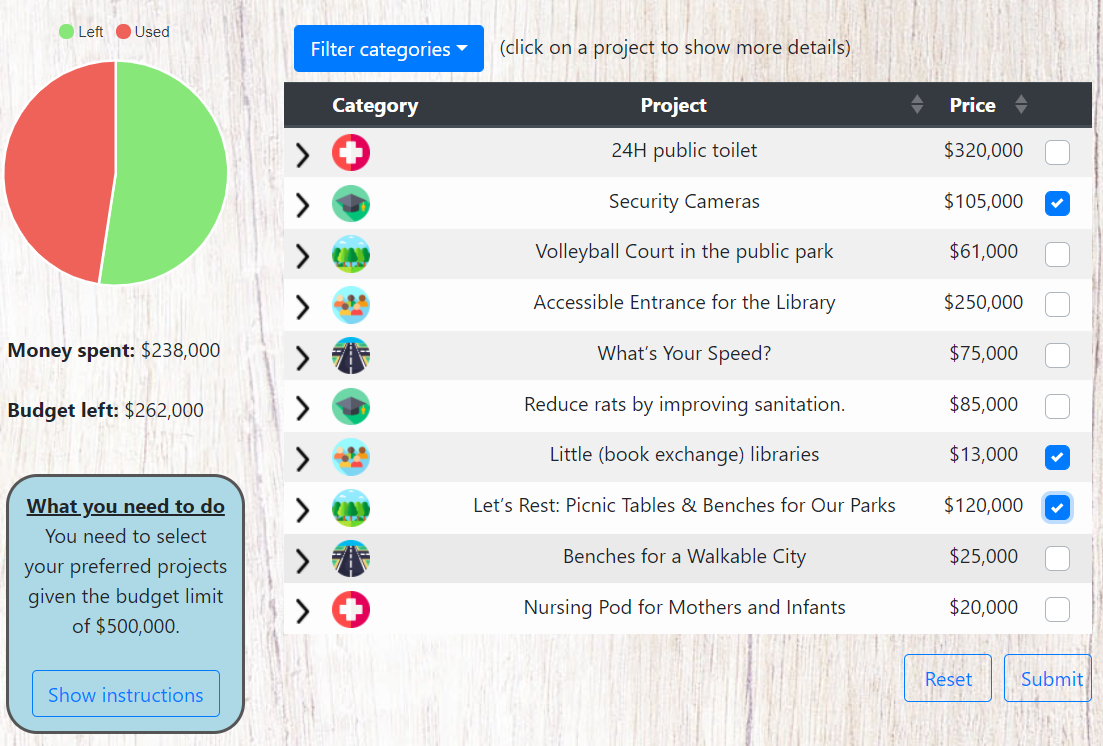 Left Used
Filter categories (click on a project to show more details)
Category Project Price
24H public toilet $320,000
Security Cameras $105,000
Volleyball Court in the public park $61,000
Accessible Entrance for the Library $250,000
What's Your Speed? $75,000
Reduce rats by improving sanitation. $85,000
Little (book exchange) libraries $13,000
Let's Rest: Picnic Tables & Benches for Our Parks $120,000
Benches for a Walkable City $25,000
Nursing Pod for Mothers and Infants $20,000
Money spent: $238,000
Budget left: $262,000
What you need to do
You need to select
your preferred projects
given the budget limit
of $500,000.
Show instructions
Reset Submit